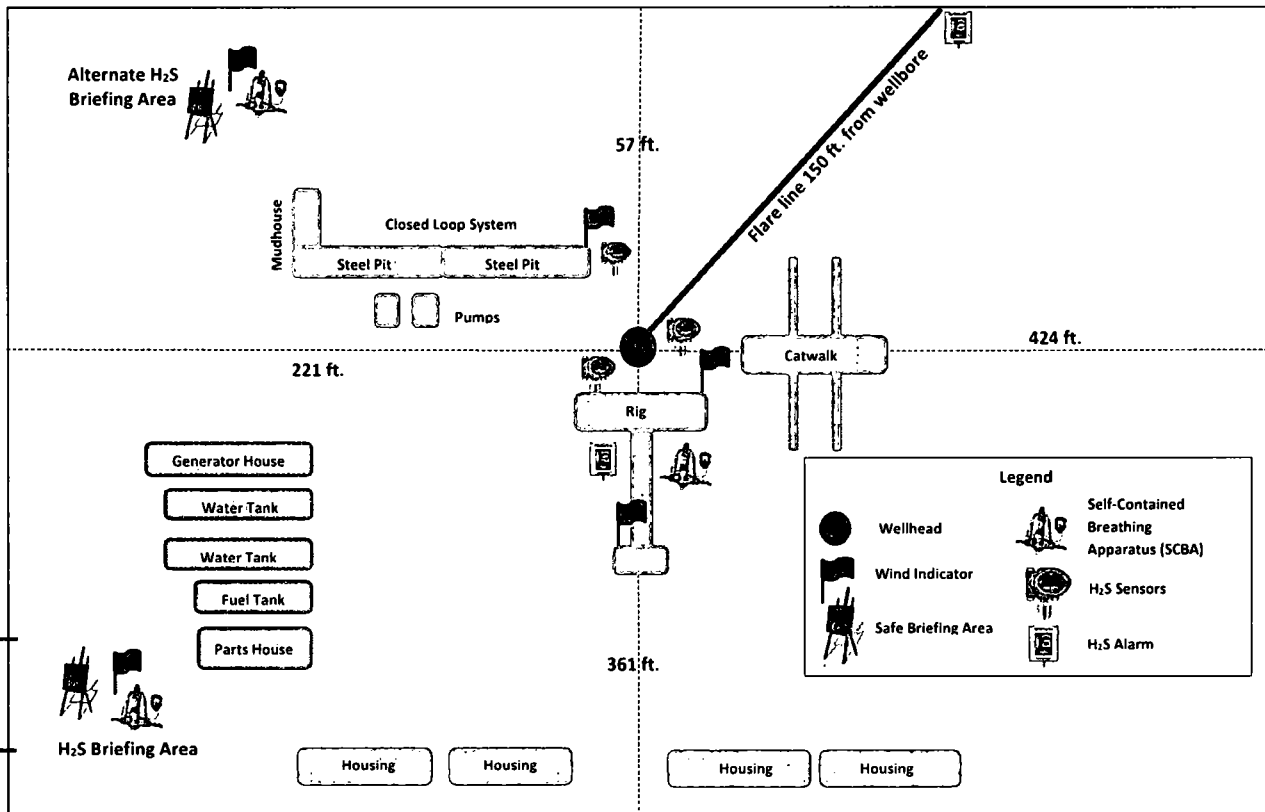 Alternate H₂S
Briefing Area
57 ft.
Flare line 150 ft. from wellbore
Mudhouse
Closed Loop System
Steel Pit
Steel Pit
Pumps
221 ft.
Catwalk
424 ft.
Rig
Generator House
Water Tank
Water Tank
Fuel Tank
Parts House
H₂S Briefing Area
361 ft.
Housing
Housing
Housing
Housing
Legend
Wellhead
Wind Indicator
Safe Briefing Area
Self-Contained
Breathing
Apparatus (SCBA)
H₂S Sensors
H₂S Alarm